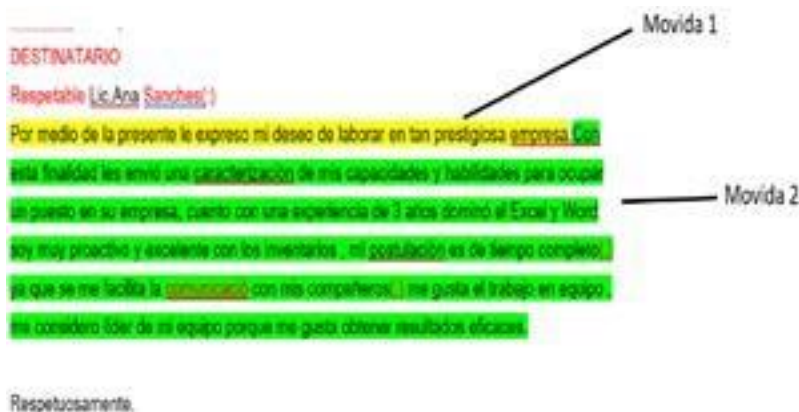 Movida 1
DESTINATARIO
Respetable Lic.Ana Sanches(:)
Por medio de la presente le expreso mi deseo de laborar en tan prestigiosa empresa.Con
esta finalidad les envió una caracterización de mis capacidades y habilidades para ocupar
un puesto en su empresa, cuento con una experiencia de 3 años dominó el Excel y Word
Movida 2
soy muy proactivo y excelente con los inventarios , mi postulación es de tiempo completo
ya que se me facilita la con mis compañeros me gusta el trabajo en equipo ,
me considero líder de mi equipo porque me gusta obtener resultados eficaces.
Respetuosamente.